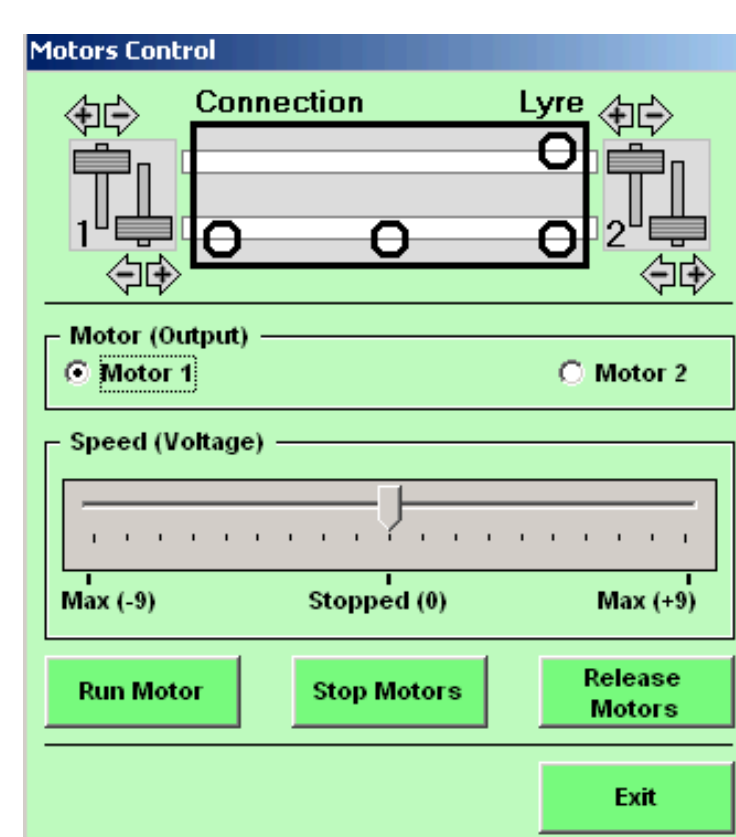 Motors Control
Connection Lyre
+ - + -
1 2
- + - +
Motor (Output)
Motor 1 Motor 2
Speed (Voltage)
Max (-9) Stopped (0) Max (+9)
Run Motor Stop Motors Release
Motors
Exit